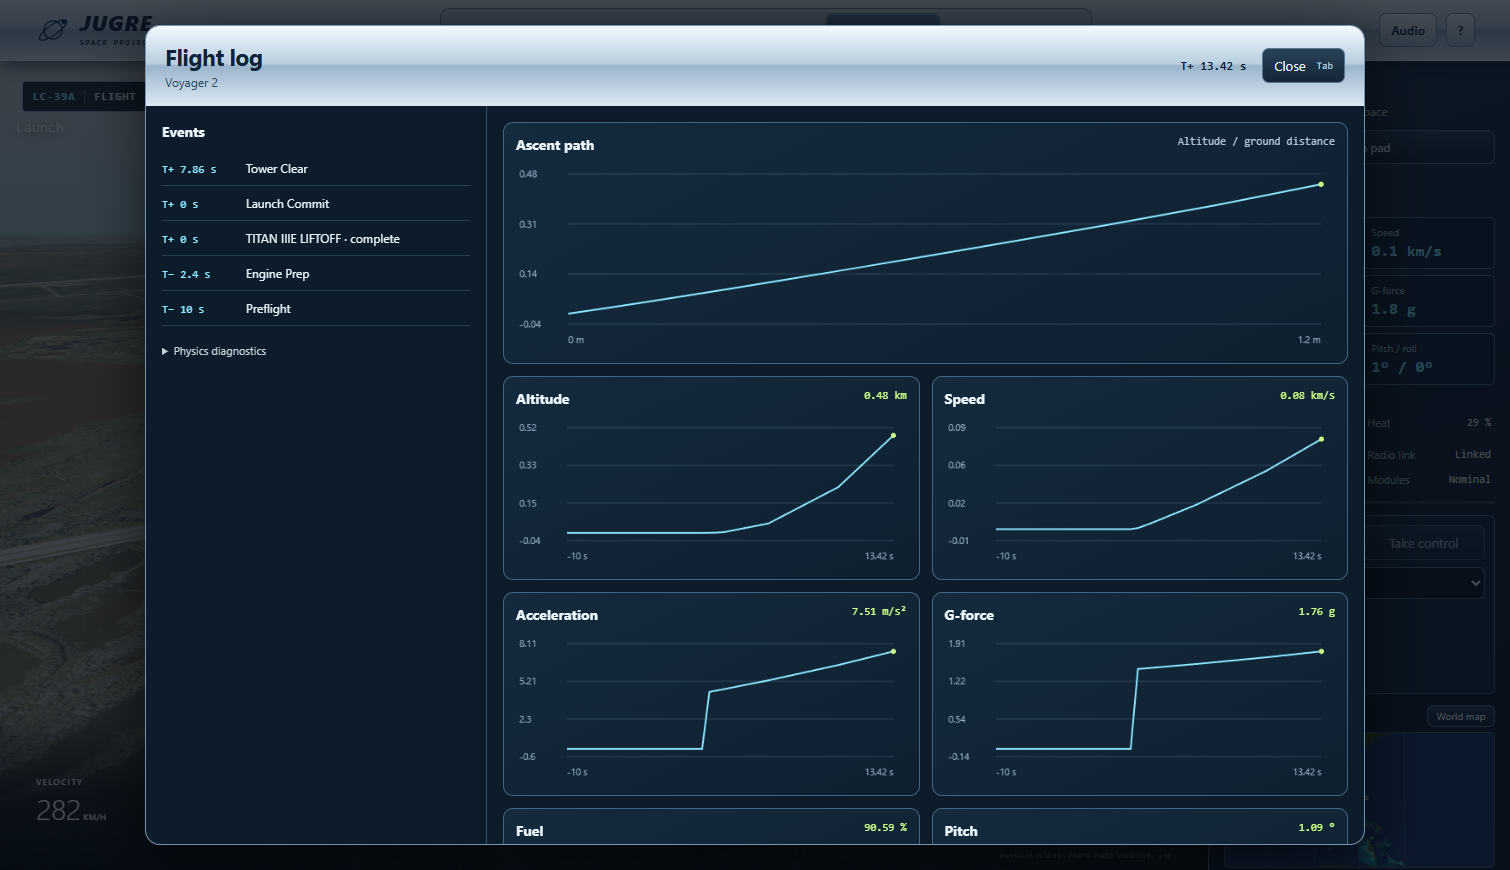 JUGRE
SPACE PROJE
Audio
?
LC-39A
FLIGHT
Launch
Flight log
Voyager 2
T+ 13.42 s
Close Tab
Events
T+ 7.86 s Tower Clear
T+ 0 s Launch Commit
T+ 0 s TITAN IIIE LIFTOFF · complete
T− 2.4 s Engine Prep
T− 10 s Preflight
Physics diagnostics
Ascent path
Altitude / ground distance
0.48
0.31
0.14
-0.04
0 m
1.2 m
Altitude
0.48 km
0.52
0.33
0.15
-0.04
-10 s
13.42 s
Speed
0.08 km/s
0.09
0.06
0.02
-0.01
-10 s
13.42 s
Acceleration
7.51 m/s²
8.11
5.21
2.3
-0.6
-10 s
13.42 s
G-force
1.76 g
1.91
1.22
0.54
-0.14
-10 s
13.42 s
Fuel
90.59 %
Pitch
1.09 º
pace
pad
Speed
0.1 km/s
G-force
1.8 g
Pitch / roll
1º / 0º
Heat 29 %
Radio link Linked
Modules Nominal
Take control
World map
VELOCITY
282 KM/H